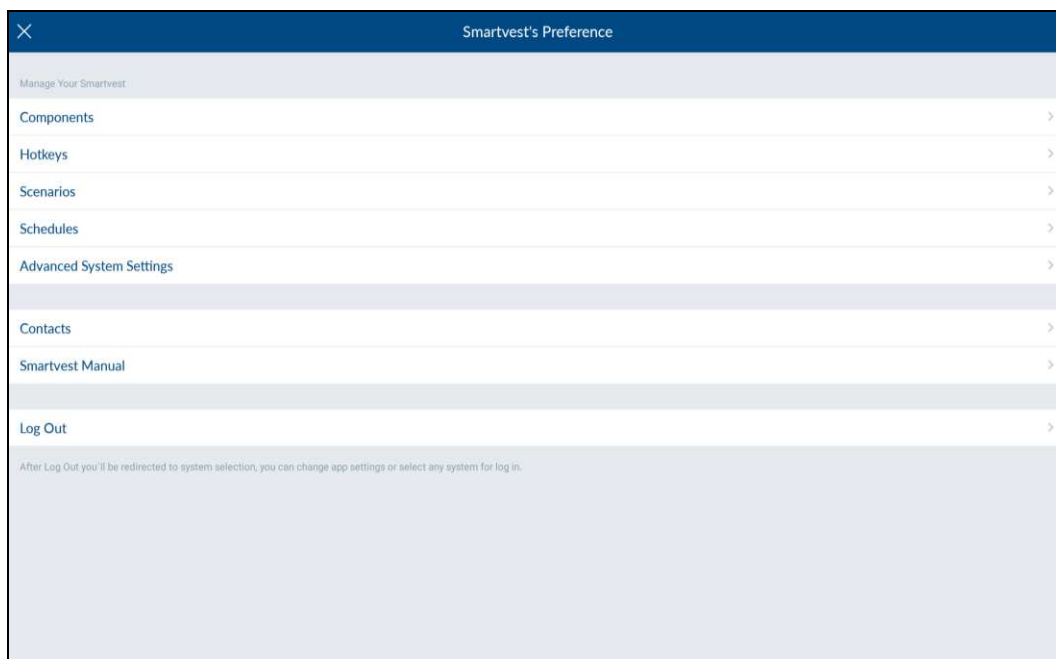 Smartvest's Preference
Manage Your Smartvest
Components
Hotkeys
Scenarios
Schedules
Advanced System Settings
Contacts
Smartvest Manual
Log Out
After Log Out you'll be redirected to system selection, you can change app settings or select any system for log in.